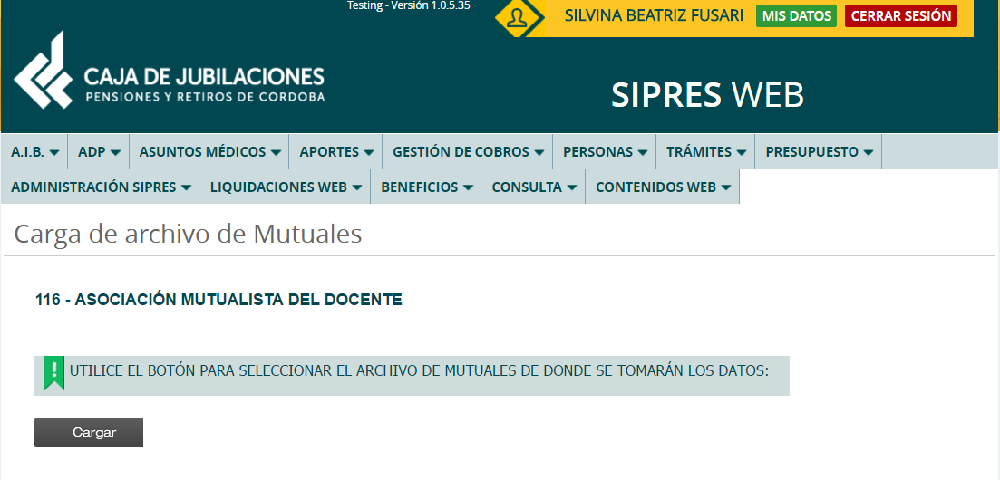 Testing - Versión 1.0.5.35
SILVINA BEATRIZ FUSARI MIS DATOS CERRAR SESIÓN
CAJA DE JUBILACIONES
PENSIONES Y RETIROS DE CORDOBA
SIPRES WEB
A.I.B. ADP ASUNTOS MÉDICOS APORTES GESTIÓN DE COBROS PERSONAS TRÁMITES PRESUPUESTO
ADMINISTRACIÓN SIPRES LIQUIDACIONES WEB BENEFICIOS CONSULTA CONTENIDOS WEB
Carga de archivo de Mutuales
116 - ASOCIACIÓN MUTUALISTA DEL DOCENTE
! UTILICE EL BOTÓN PARA SELECCIONAR EL ARCHIVO DE MUTUALES DE DONDE SE TOMARÁN LOS DATOS:
Cargar